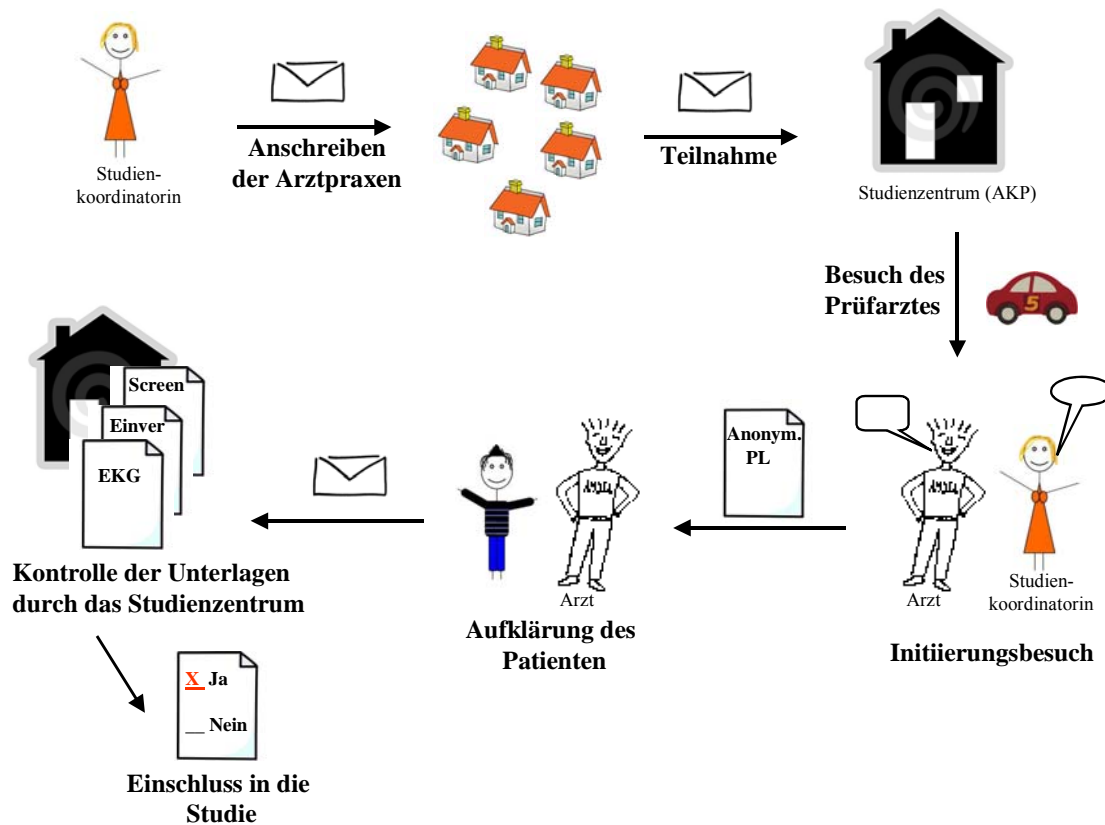 Studien-
koordinatorin
Anschreiben
der Arztpraxen
Teilnahme
Studienzentrum (AKP)
Besuch des
Prüfarztes
5
Arzt
Studien-
koordinatorin
Initiierungsbesuch
Anonym.
PL
Arzt
Aufklärung des
Patienten
Screen
Einver
EKG
Kontrolle der Unterlagen
durch das Studienzentrum
X Ja
__ Nein
Einschluss in die
Studie